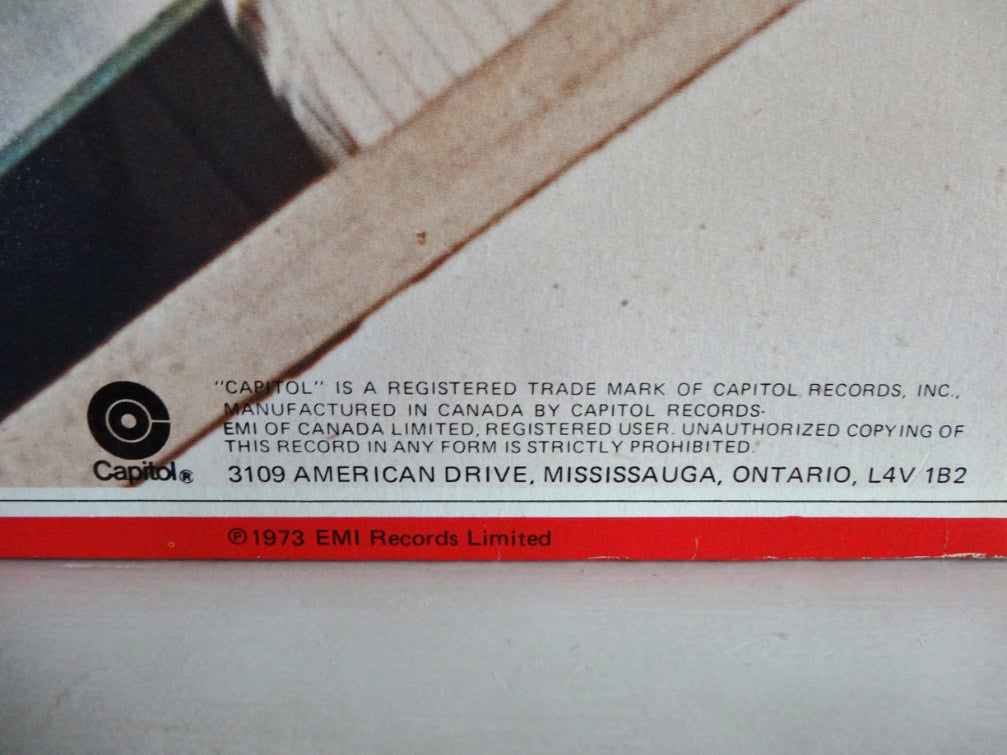 "CAPITOL" IS A REGISTERED TRADE MARK OF CAPITOL RECORDS, INC.,
MANUFACTURED IN CANADA BY CAPITOL RECORDS-
EMI OF CANADA LIMITED, REGISTERED USER. UNAUTHORIZED COPYING OF
THIS RECORD IN ANY FORM IS STRICTLY PROHIBITED.
Capitol®
3109 AMERICAN DRIVE, MISSISSAUGA, ONTARIO, L4V 1B2
℗1973 EMI Records Limited